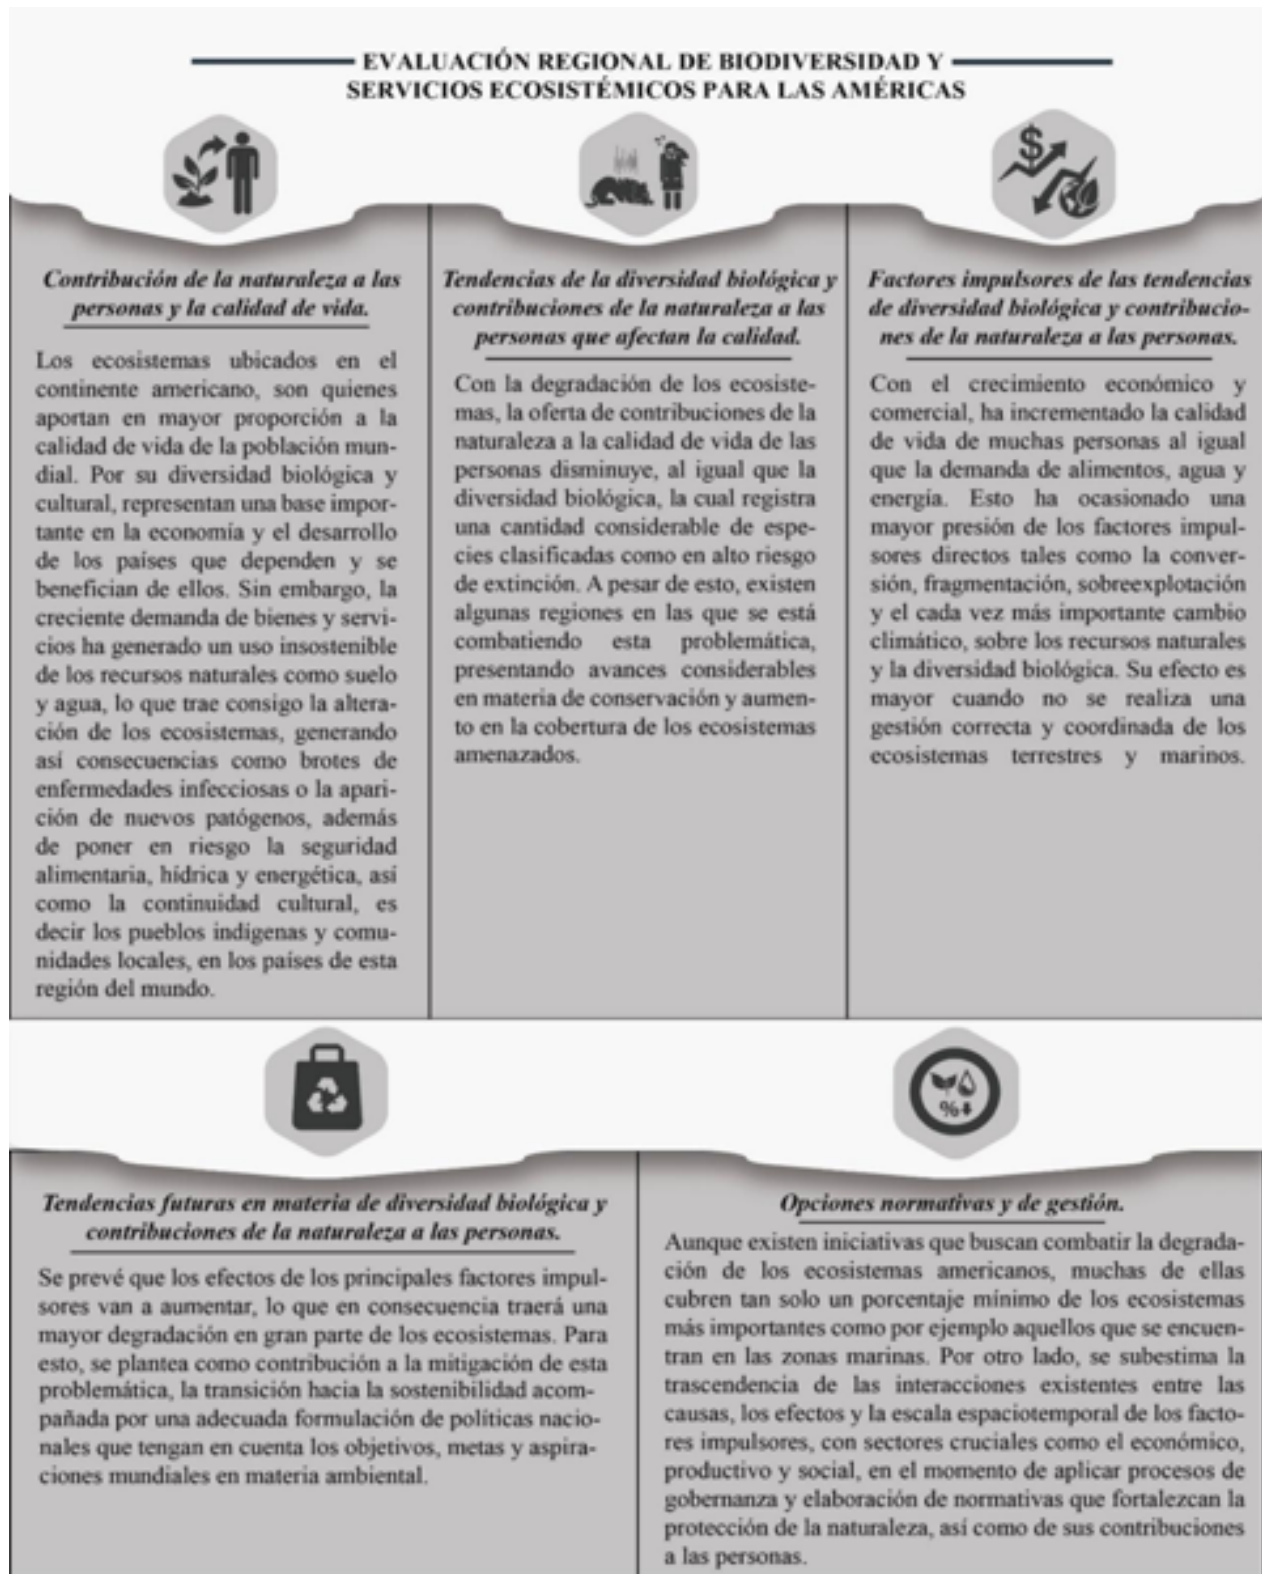 EVALUACIÓN REGIONAL DE BIODIVERSIDAD Y
SERVICIOS ECOSISTÉMICOS PARA LAS AMÉRICAS
$
Contribución de la naturaleza a las
personas y la calidad de vida.
Los ecosistemas ubicados en el
continente americano, son quienes
aportan en mayor proporción a la
calidad de vida de la población mun-
dial. Por su diversidad biológica y
cultural, representan una base impor-
tante en la economía y el desarrollo
de los países que dependen y se
benefician de ellos. Sin embargo, la
creciente demanda de bienes y servi-
cios ha generado un uso insostenible
de los recursos naturales como suelo
y agua, lo que trae consigo la altera-
ción de los ecosistemas, generando
así consecuencias como brotes de
enfermedades infecciosas o la apari-
ción de nuevos patógenos, además
de poner en riesgo la seguridad
alimentaria, hídrica y energética, así
como la continuidad cultural, es
decir los pueblos indígenas y comu-
nidades locales, en los países de esta
región del mundo.
Tendencias de la diversidad biológica y
contribuciones de la naturaleza a las
personas que afectan la calidad.
Con la degradación de los ecosiste-
mas, la oferta de contribuciones de la
naturaleza a la calidad de vida de las
personas disminuye, al igual que la
diversidad biológica, la cual registra
una cantidad considerable de espe-
cies clasificadas como en alto riesgo
de extinción. A pesar de esto, existen
algunas regiones en las que se está
combatiendo esta problemática,
presentando avances considerables
en materia de conservación y aumen-
to en la cobertura de los ecosistemas
amenazados.
Factores impulsores de las tendencias
de diversidad biológica y contribucio-
nes de la naturaleza a las personas.
Con el crecimiento económico y
comercial, ha incrementado la calidad
de vida de muchas personas al igual
que la demanda de alimentos, agua y
energía. Esto ha ocasionado una
mayor presión de los factores impul-
sores directos tales como la conver-
sión, fragmentación, sobreexplotación
y el cada vez más importante cambio
climático, sobre los recursos naturales
y la diversidad biológica. Su efecto es
mayor cuando no se realiza una
gestión correcta y coordinada de los
ecosistemas terrestres y marinos.
Tendencias futuras en materia de diversidad biológica y
contribuciones de la naturaleza a las personas.
Se prevé que los efectos de los principales factores impul-
sores van a aumentar, lo que en consecuencia traerá una
mayor degradación en gran parte de los ecosistemas. Para
esto, se plantea como contribución a la mitigación de esta
problemática, la transición hacia la sostenibilidad acom-
pañada por una adecuada formulación de políticas nacio-
nales que tengan en cuenta los objetivos, metas y aspira-
ciones mundiales en materia ambiental.
%
Opciones normativas y de gestión.
Aunque existen iniciativas que buscan combatir la degrada-
ción de los ecosistemas americanos, muchas de ellas
cubren tan solo un porcentaje mínimo de los ecosistemas
más importantes como por ejemplo aquellos que se encuen-
tran en las zonas marinas. Por otro lado, se subestima la
trascendencia de las interacciones existentes entre las
causas, los efectos y la escala espaciotemporal de los facto-
res impulsores, con sectores cruciales como el económico,
productivo y social, en el momento de aplicar procesos de
gobernanza y elaboración de normativas que fortalezcan la
protección de la naturaleza, así como de sus contribuciones
a las personas.